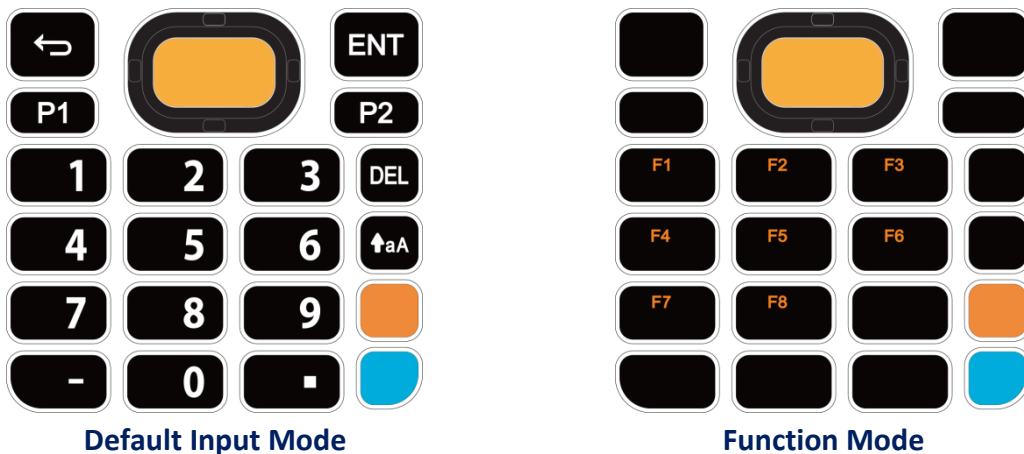 ENT
P1 P2
1 2 3 DEL
4 5 6 aA
7 8 9
- 0 .
Default Input Mode
F1 F2 F3
F4 F5 F6
F7 F8
Function Mode